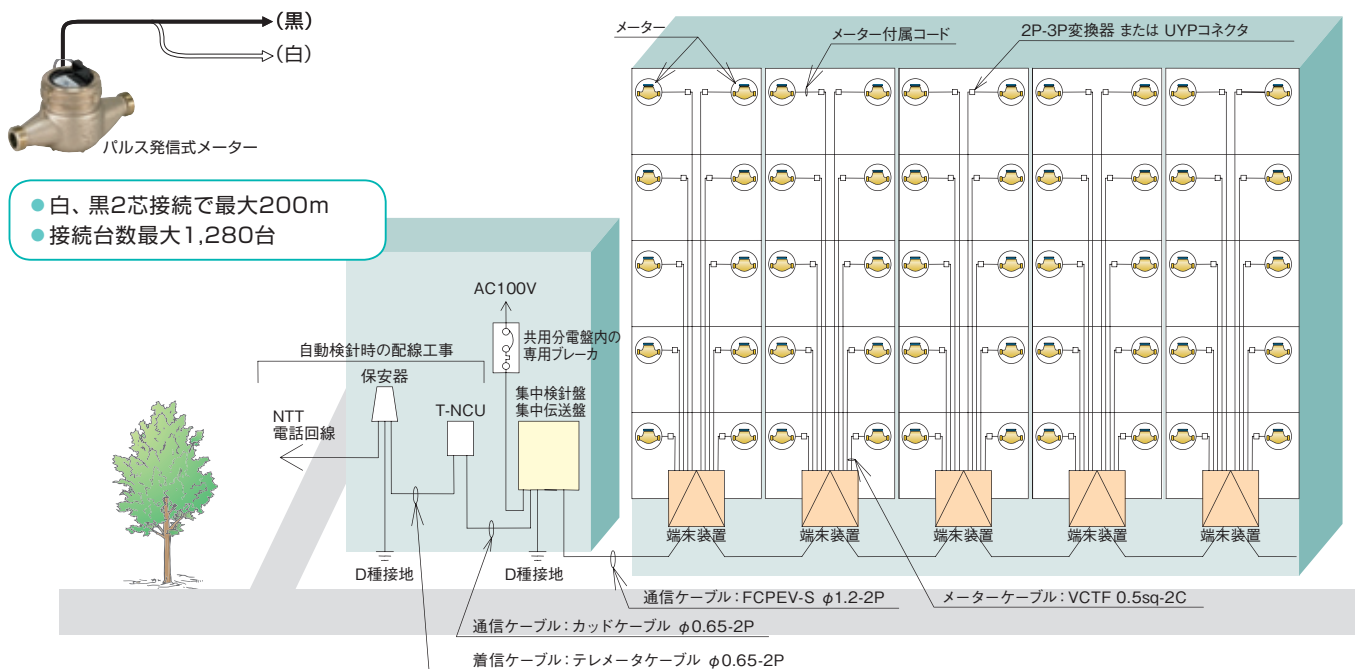 (黒)
(白)
パルス発信式メーター
●白、黒2芯接続で最大200m
●接続台数最大1,280台
メーター
メーター付属コード
2P-3P変換器 または UYPコネクタ
AC100V
共用分電盤内の
専用ブレーカ
自動検針時の配線工事
保安器
T-NCU
集中検針盤
集中伝送盤
NTT
電話回線
D種接地
D種接地
端末装置
端末装置
端末装置
端末装置
端末装置
通信ケーブル:FCPEV-S φ1.2-2P
メーターケーブル:VCTF 0.5sq-2C
通信ケーブル:カッドケーブル φ0.65-2P
着信ケーブル:テレメータケーブル φ0.65-2P